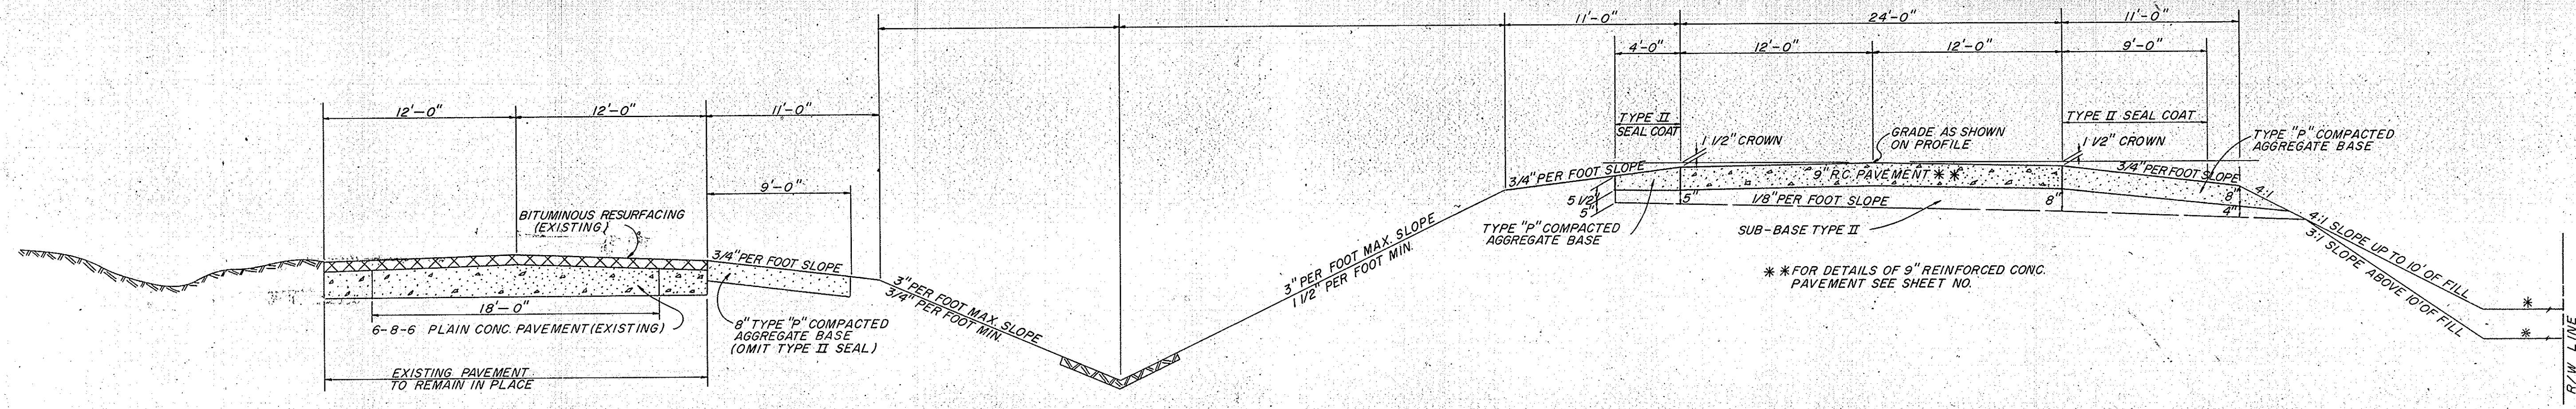 11'-0"
24'-0"
11'-0"
4'-0"
12'-0"
12'-0"
9'-0"
12'-0"
12'-0"
11'-0"
9'-0"
TYPE II
SEAL COAT
1 1/2" CROWN
GRADE AS SHOWN
ON PROFILE
TYPE II SEAL COAT
1 1/2" CROWN
TYPE "P" COMPACTED
AGGREGATE BASE
3/4" PER FOOT SLOPE
9" R.C. PAVEMENT * *
3/4" PER FOOT SLOPE
4:1
5 1/2"
5"
5"
1/8" PER FOOT SLOPE
8"
8"
4"
TYPE "P" COMPACTED
AGGREGATE BASE
SUB-BASE TYPE II
* * FOR DETAILS OF 9" REINFORCED CONC.
PAVEMENT SEE SHEET NO.
4:1 SLOPE UP TO 10' OF FILL
3:1 SLOPE ABOVE 10' OF FILL
*
*
R/W LINE
BITUMINOUS RESURFACING
(EXISTING)
3/4" PER FOOT SLOPE
3" PER FOOT MAX. SLOPE
3/4" PER FOOT MIN.
3" PER FOOT MAX. SLOPE
1 1/2" PER FOOT MIN.
18'-0"
6-8-6 PLAIN CONC. PAVEMENT (EXISTING)
8" TYPE "P" COMPACTED
AGGREGATE BASE
(OMIT TYPE II SEAL)
EXISTING PAVEMENT
TO REMAIN IN PLACE